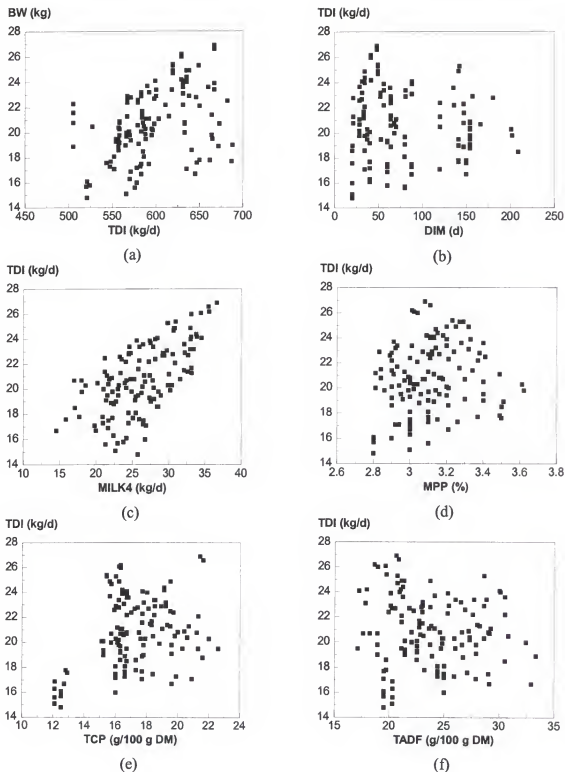 BW (kg)
28
26
24
22
20
18
16
14
450 500 550 600 650 700
TDI (kg/d)
(a)
TDI (kg/d)
28
26
24
22
20
18
16
14
0 50 100 150 200 250
DIM (d)
(b)
TDI (kg/d)
28
26
24
22
20
18
16
14
10 15 20 25 30 35 40
MILK4 (kg/d)
(c)
TDI (kg/d)
28
26
24
22
20
18
16
14
2.6 2.8 3 3.2 3.4 3.6 3.8
MPP (%)
(d)
TDI (kg/d)
28
26
24
22
20
18
16
14
10 12 14 16 18 20 22 24
TCP (g/100 g DM)
(e)
TDI (kg/d)
28
26
24
22
20
18
16
14
15 20 25 30 35
TADF (g/100 g DM)
(f)